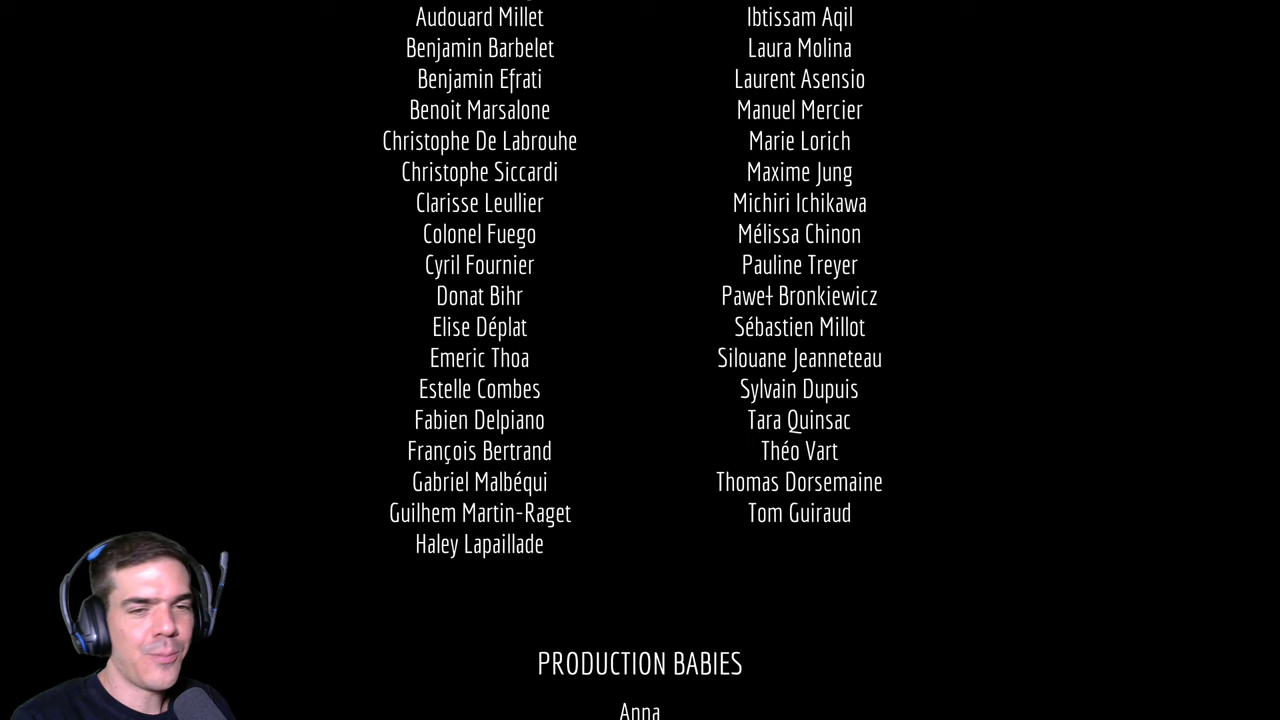 Audouard Millet
Benjamin Barbelet
Benjamin Efrati
Benoit Marsalone
Christophe De Labrouhe
Christophe Siccardi
Clarisse Leullier
Colonel Fuego
Cyril Fournier
Donat Bihr
Elise Déplat
Emeric Thoa
Estelle Combes
Fabien Delpiano
François Bertrand
Gabriel Malbéqui
Guilhem Martin-Raget
Haley Lapaillade
Ibtissam Aqil
Laura Molina
Laurent Asensio
Manuel Mercier
Marie Lorich
Maxime Jung
Michiri Ichikawa
Mélissa Chinon
Pauline Treyer
Paweł Bronkiewicz
Sébastien Millot
Silouane Jeanneteau
Sylvain Dupuis
Tara Quinsac
Théo Vart
Thomas Dorsemaine
Tom Guiraud
PRODUCTION BABIES
Anna